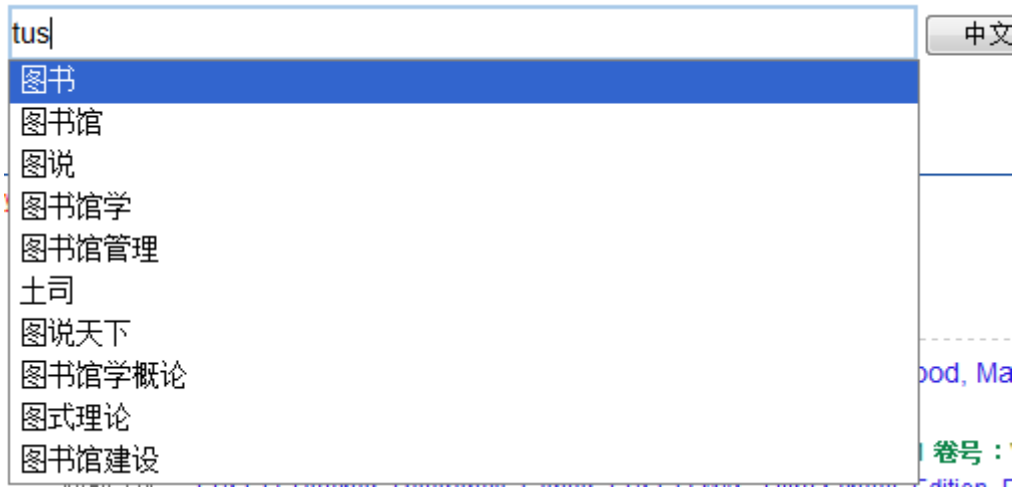 tus
中文
图书
图书馆
图说
图书馆学
图书馆管理
土司
图说天下
图书馆学概论
ood, Ma
图式理论
图书馆建设
卷号：